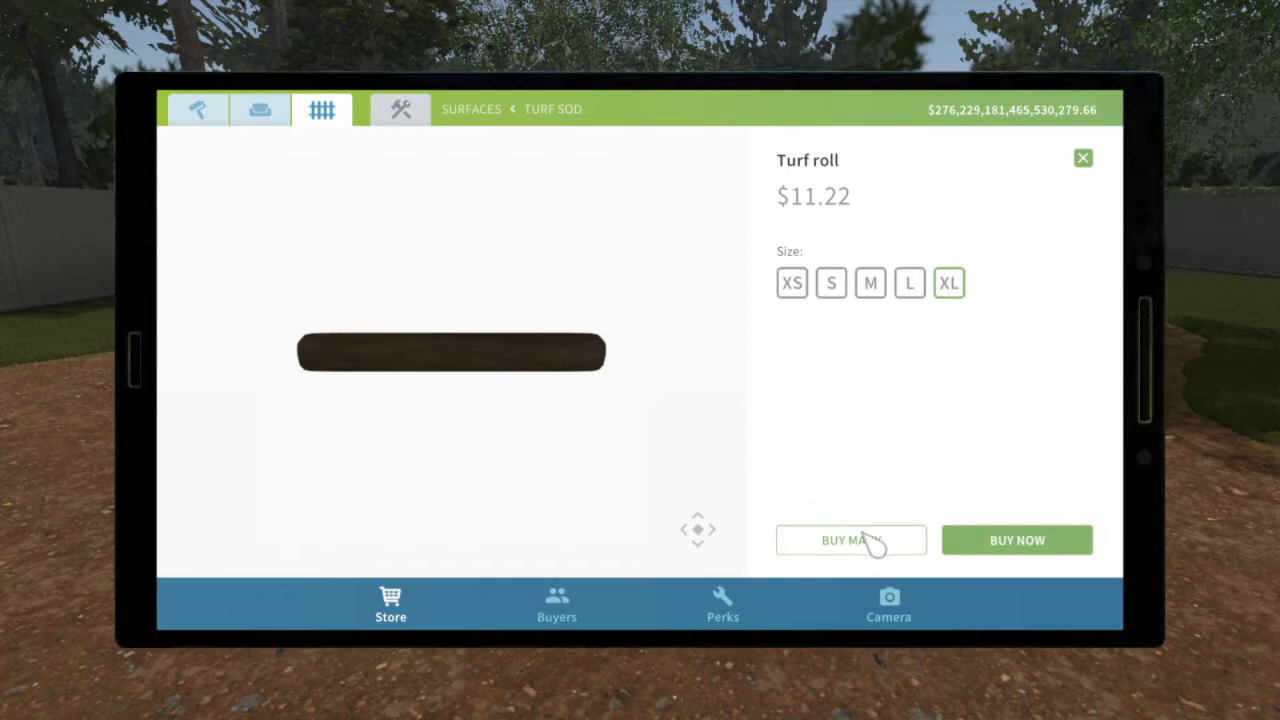 SURFACES < TURF SOD
$276,229,181,465,530,279.66
Turf roll
$11.22
Size:
XS S M L XL
BUY NOW
Store Buyers Perks Camera